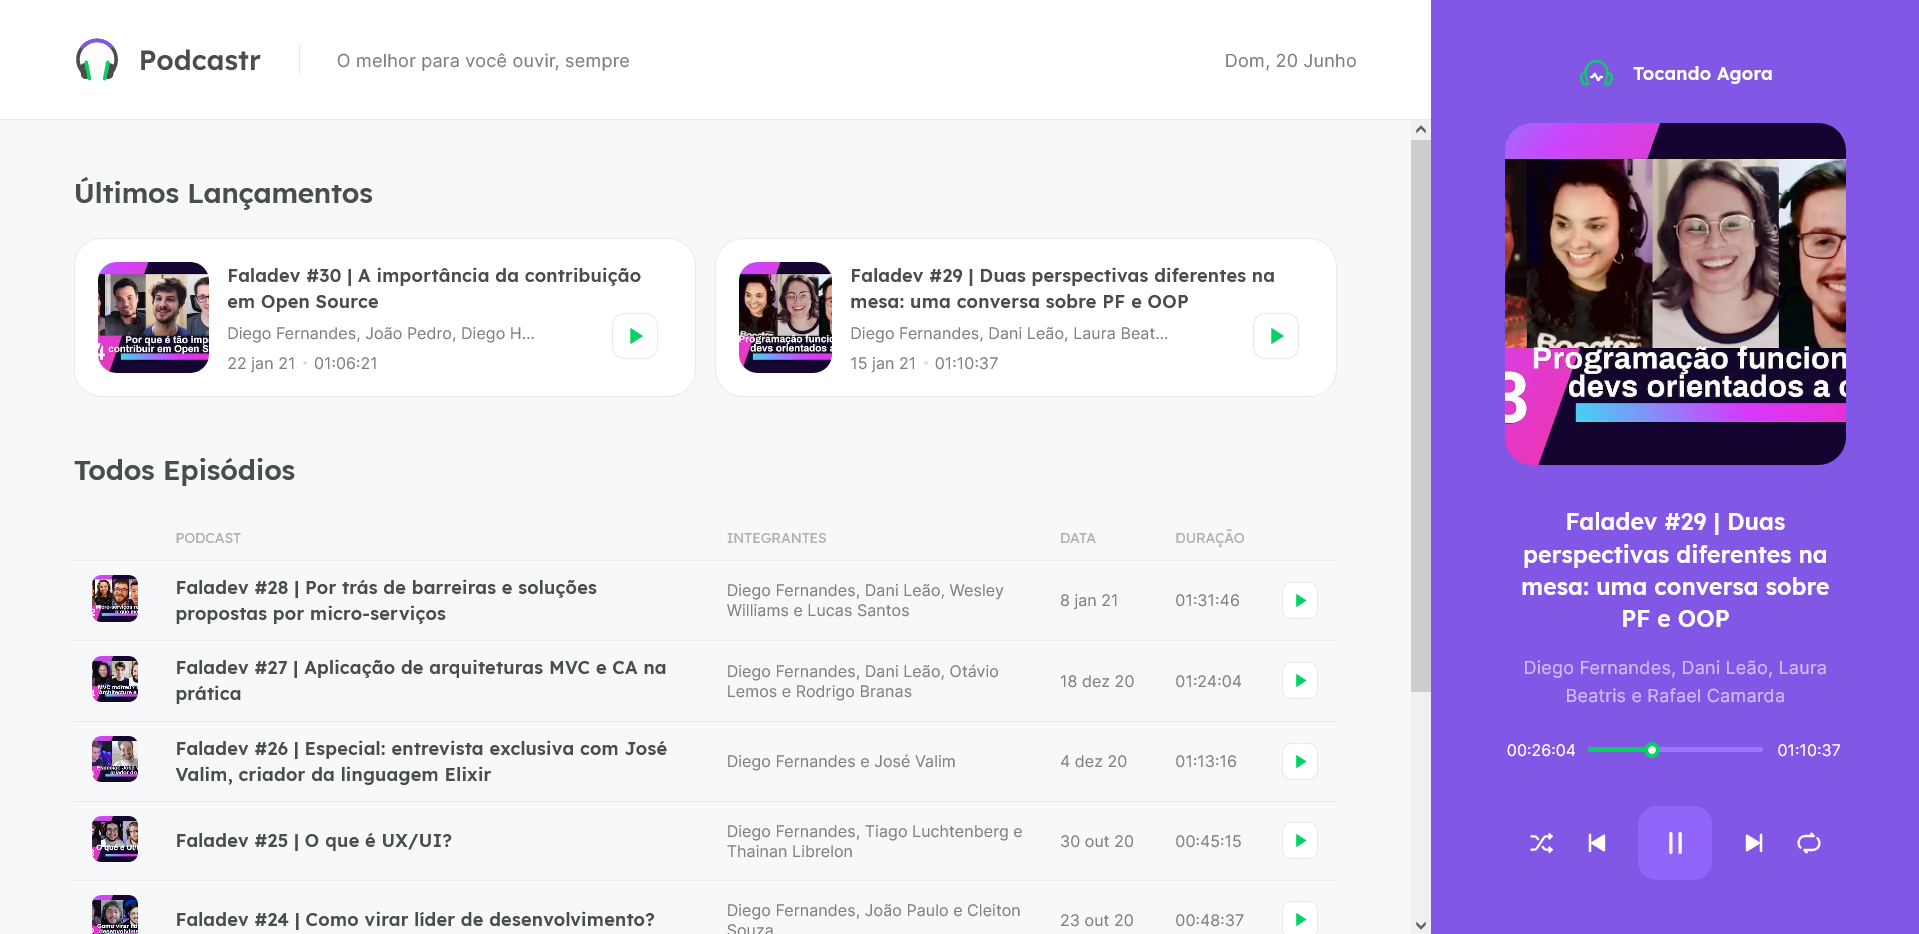 Podcastr
O melhor para você ouvir, sempre
Dom, 20 Junho
Últimos Lançamentos
Faladev #30 | A importância da contribuição
em Open Source
Diego Fernandes, João Pedro, Diego H...
22 jan 21 • 01:06:21
Por que é tão imp
contribuir em Open S
Faladev #29 | Duas perspectivas diferentes na
mesa: uma conversa sobre PF e OOP
Diego Fernandes, Dani Leão, Laura Beat...
15 jan 21 • 01:10:37
Programação funcio
devs orientados a
Todos Episódios
PODCAST INTEGRANTES DATA DURAÇÃO
Faladev #28 | Por trás de barreiras e soluções
propostas por micro-serviços
Diego Fernandes, Dani Leão, Wesley
Williams e Lucas Santos
8 jan 21
01:31:46
Faladev #27 | Aplicação de arquiteturas MVC e CA na
prática
Diego Fernandes, Dani Leão, Otávio
Lemos e Rodrigo Branas
18 dez 20
01:24:04
Faladev #26 | Especial: entrevista exclusiva com José
Valim, criador da linguagem Elixir
Diego Fernandes e José Valim
4 dez 20
01:13:16
Faladev #25 | O que é UX/UI?
Diego Fernandes, Tiago Luchtenberg e
Thainan Librelon
30 out 20
00:45:15
Faladev #24 | Como virar líder de desenvolvimento?
Diego Fernandes, João Paulo e Cleiton
Souza
23 out 20
00:48:37
Tocando Agora
Programação funcion
devs orientados a
3
Faladev #29 | Duas
perspectivas diferentes na
mesa: uma conversa sobre
PF e OOP
Diego Fernandes, Dani Leão, Laura
Beatris e Rafael Camarda
00:26:04
01:10:37